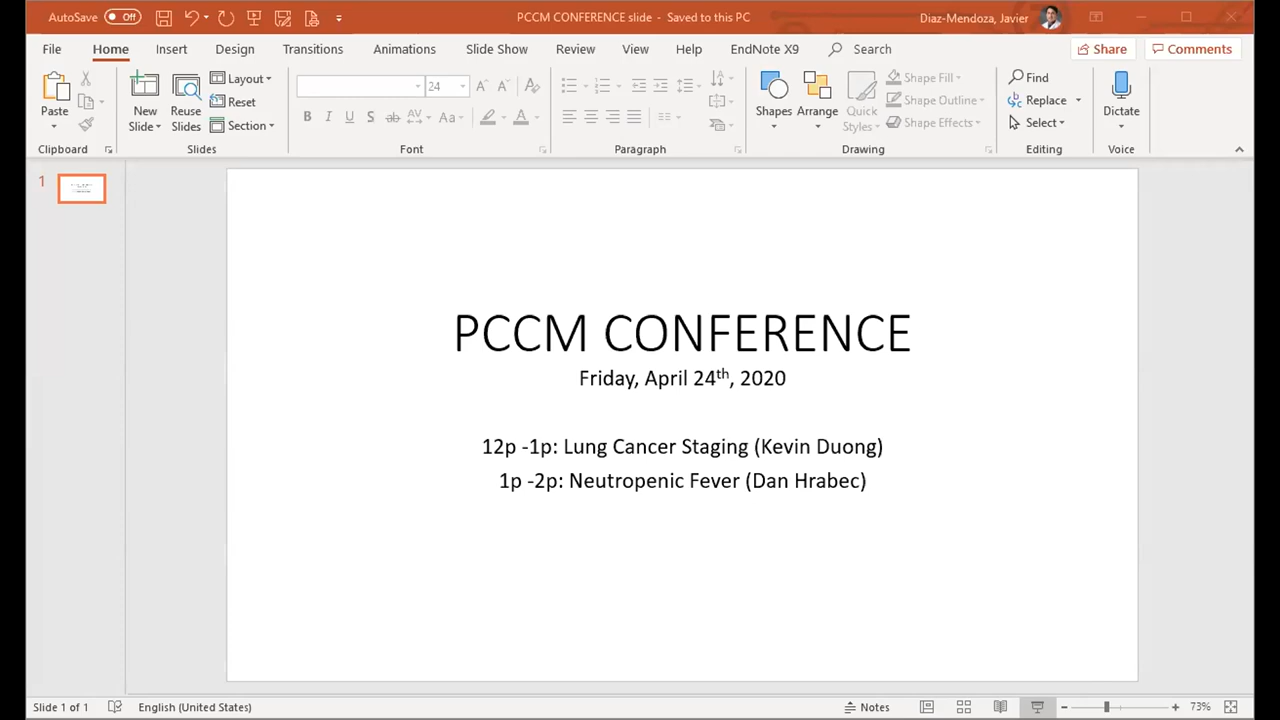 AutoSave Off PCCM CONFERENCE slide - Saved to this PC Diaz-Mendoza, Javier
File Home Insert Design Transitions Animations Slide Show Review View Help EndNote X9 Search Share Comments
Paste
Clipboard
New Slide
Reuse Slides
Layout
Reset
Section
Slides
24
B I U S ab AV Aa A
Font
Paragraph
Shapes
Arrange
Quick Styles
Shape Fill
Shape Outline
Shape Effects
Drawing
Find
Replace
Select
Editing
Dictate
Voice
1
PCCM CONFERENCE
Friday, April 24th, 2020
12p -1p: Lung Cancer Staging (Kevin Duong)
1p -2p: Neutropenic Fever (Dan Hrabec)
Slide 1 of 1 English (United States) Notes 73%